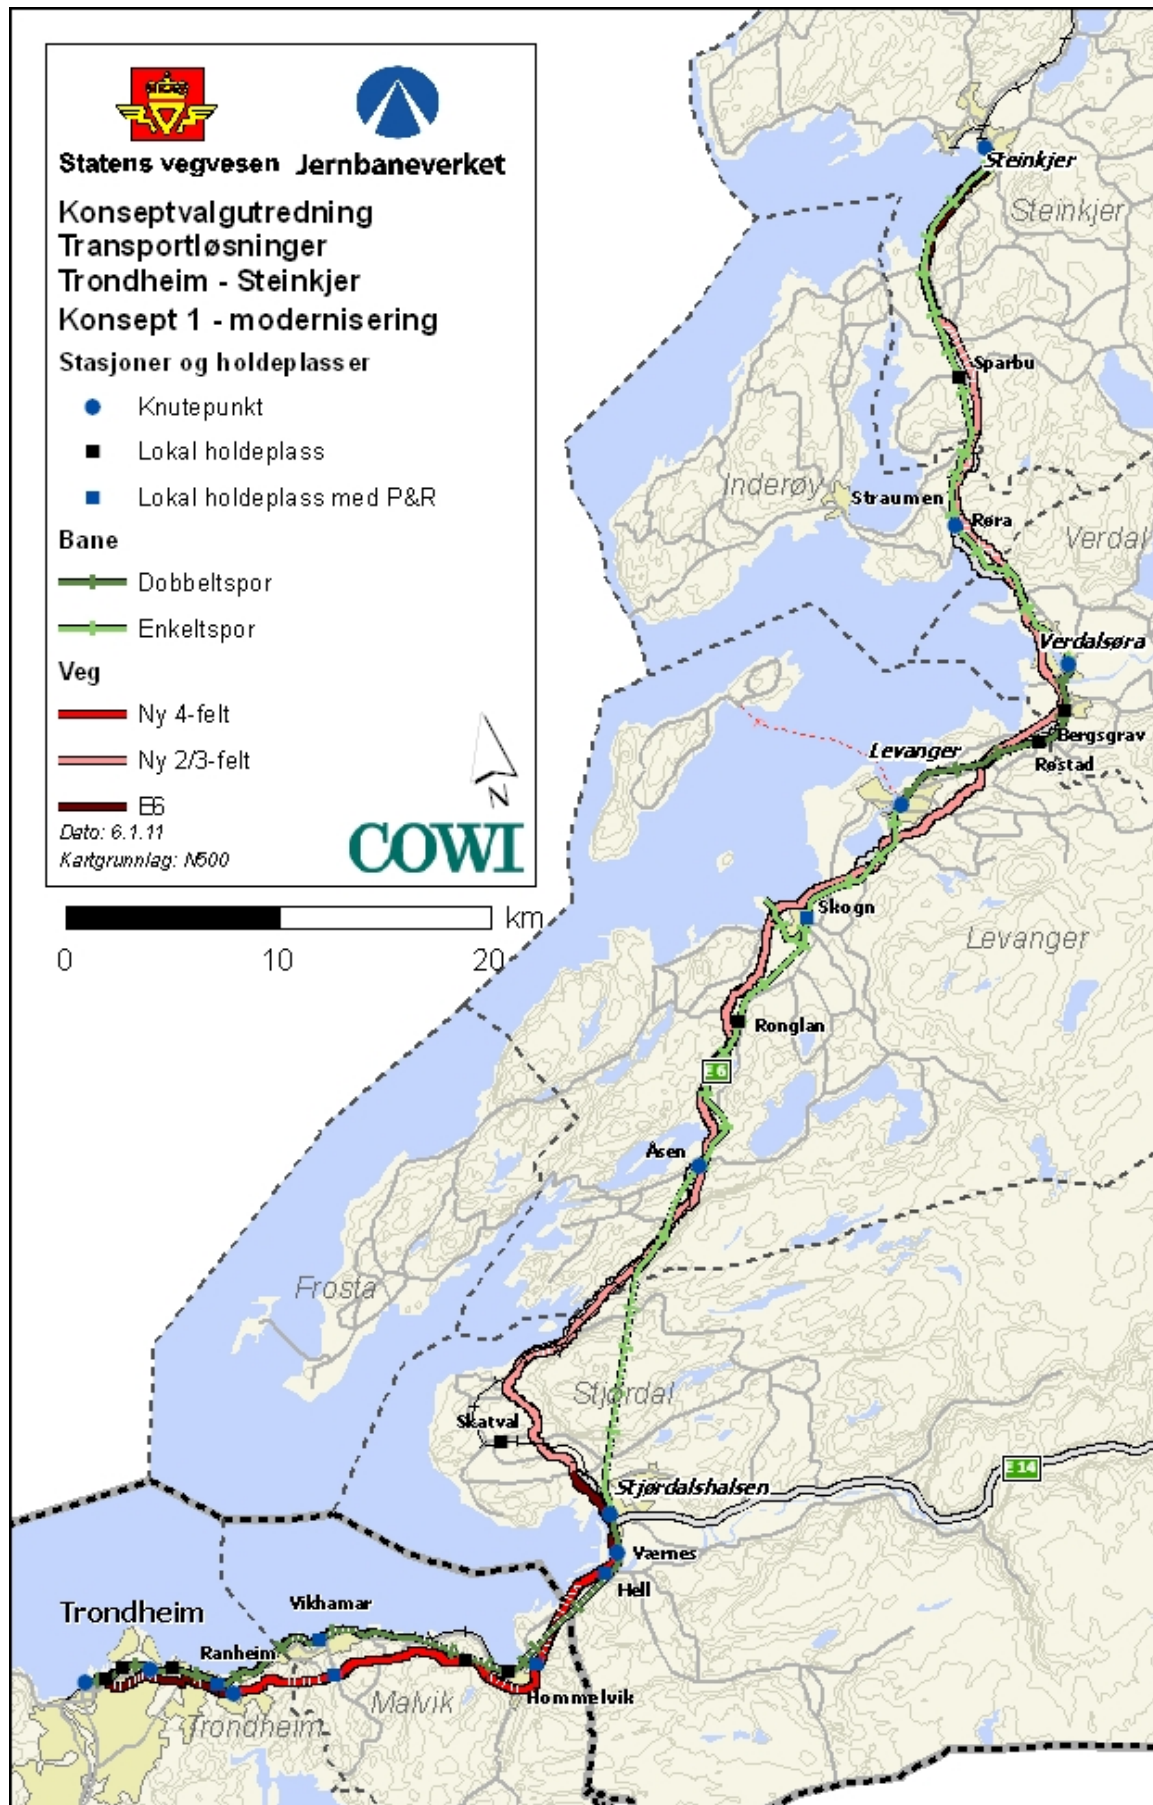 Statens vegvesen
Jernbaneverket
Konseptvalgutredning
Transportløsninger
Trondheim - Steinkjer
Konsept 1 - modernisering
Stasjoner og holdeplasser
Knutepunkt
Lokal holdeplass
Lokal holdeplass med P&R
Bane
Dobbeltspor
Enkeltspor
Veg
Ny 4-felt
Ny 2/3-felt
E6
Dato: 6.1.11
Kartgrunnlag: N500
N
COWI
km
0 10 20
Steinkjer
Steinkjer
Sparbu
Inderøy
Straumen
Røra
Verdal
Verdalsøra
Bergsgrav
Røstad
Levanger
Skogn
Levanger
Ronglan
E6
Åsen
Frosta
Stjørdal
Skatval
Stjørdalshalsen
E14
Værnes
Hell
Vikhamar
Trondheim
Ranheim
Hommelvik
Malvik
Trondheim